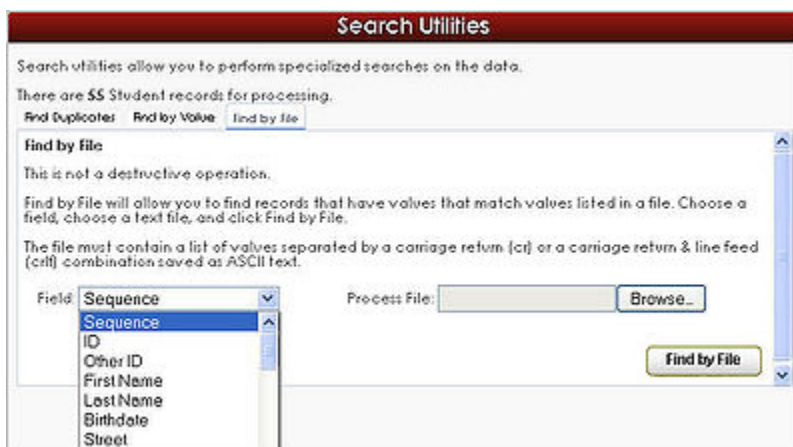 Search Utilities
Search utilities allow you to perform specialized searches on the data.
There are 55 Student records for processing.
Find Duplicates Find by Value Find by File
Find by File
This is not a destructive operation.
Find by File will allow you to find records that have values that match values listed in a file. Choose a
field, choose a text file, and click Find by File.
The file must contain a list of values separated by a carriage return (cr) or a carriage return & line feed
(crlf) combination saved as ASCII text.
Field: Sequence Process File: Browse...
Sequence
ID
Other ID
First Name
Last Name
Birthdate
Street
Find by File